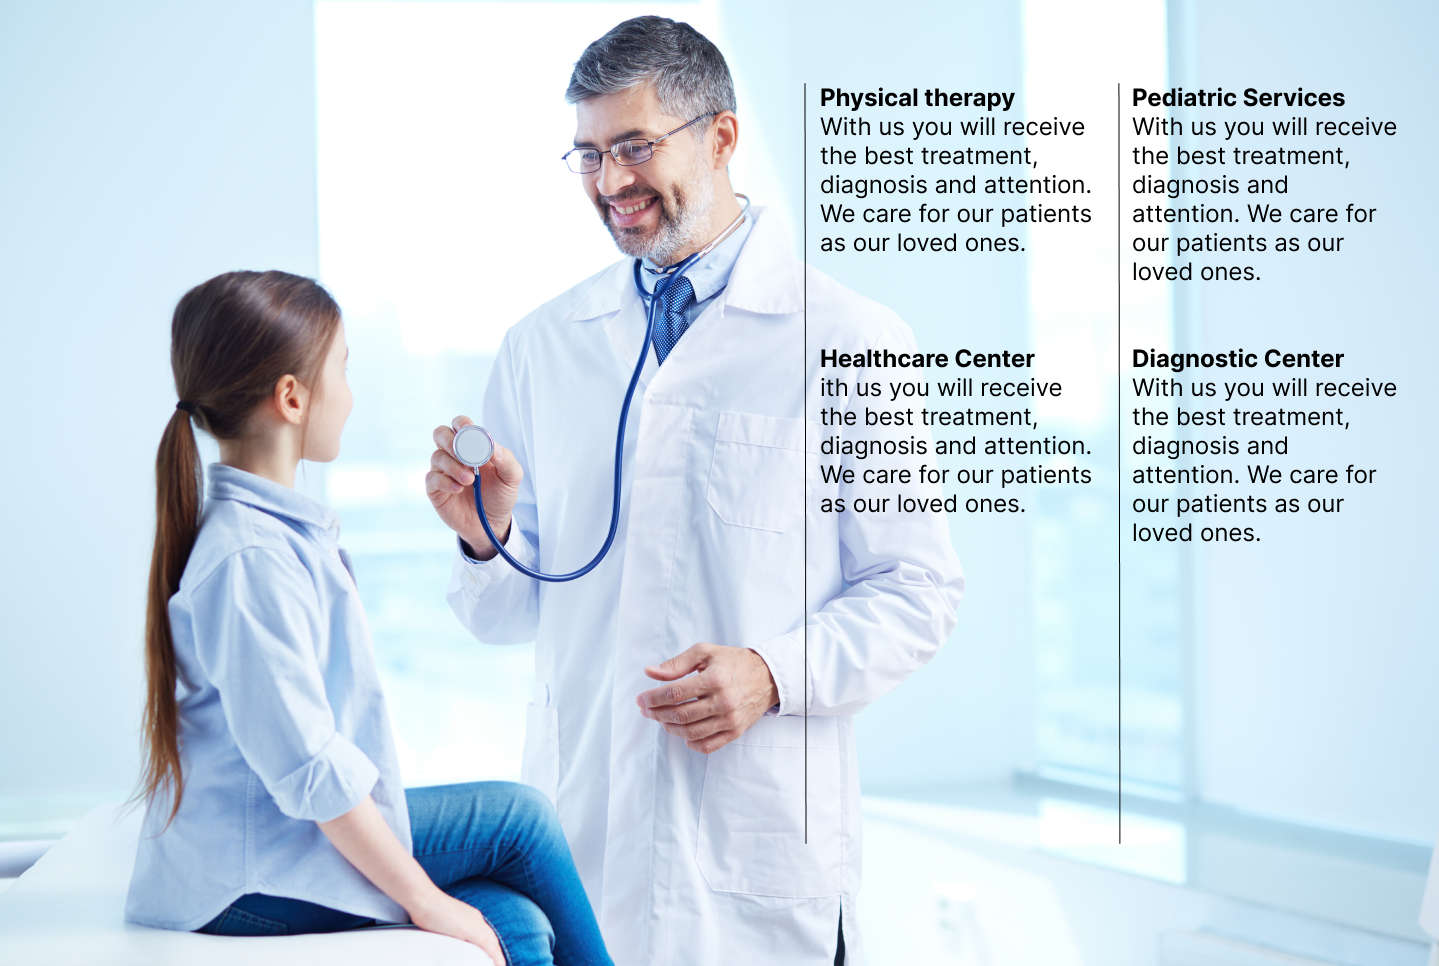 Physical therapy
With us you will receive
the best treatment,
diagnosis and attention.
We care for our patients
as our loved ones.
Pediatric Services
With us you will receive
the best treatment,
diagnosis and
attention. We care for
our patients as our
loved ones.
Healthcare Center
ith us you will receive
the best treatment,
diagnosis and attention.
We care for our patients
as our loved ones.
Diagnostic Center
With us you will receive
the best treatment,
diagnosis and
attention. We care for
our patients as our
loved ones.